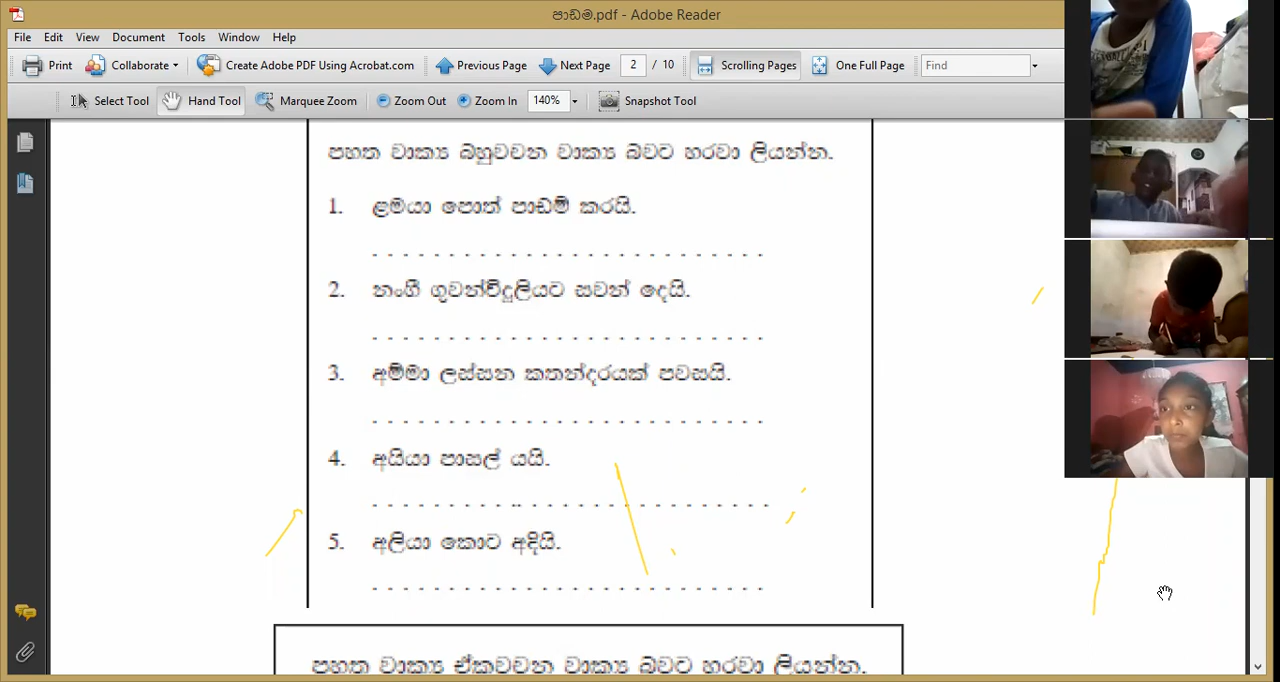 පාඩම.pdf - Adobe Reader
File Edit View Document Tools Window Help
Print Collaborate Create Adobe PDF Using Acrobat.com Previous Page Next Page 2 / 10 Scrolling Pages One Full Page Find
Select Tool Hand Tool Marquee Zoom Zoom Out Zoom In 140% Snapshot Tool
පහත වාක්‍ය බහුවචන වාක්‍ය බවට හරවා ලියන්න.
1. ළමයා පොත් පාඩම් කරයි.
2. නංගී ගුවන්විදුලියට සවන් දෙයි.
3. අම්මා ලස්සන කතන්දරයක් පවසයි.
4. අයියා පාසල් යයි.
5. අලියා කොට අදියි.
පහත වාක්‍ය ඒකවචන වාක්‍ය බවට හරවා ලියන්න.